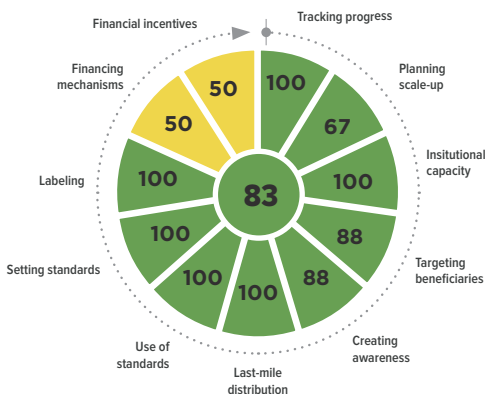 Tracking progress
100
Planning
scale-up
67
Insitutional
capacity
100
Targeting
beneficiaries
88
Creating
awareness
88
Last-mile
distribution
100
Use of
standards
100
Setting standards
100
Labeling
100
Financing
mechanisms
50
Financial incentives
50
83